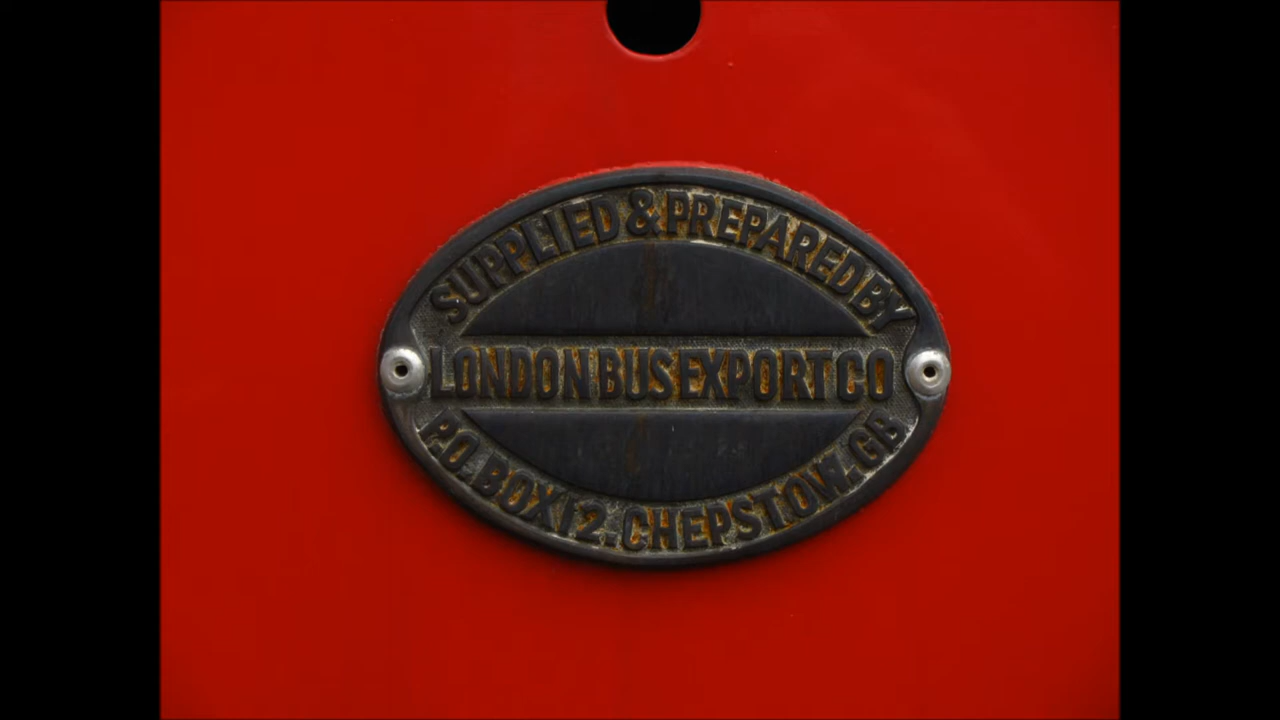 SUPPLIED & PREPARED BY
LONDON BUS EXPORT CO
P.O. BOX 12, CHEPSTOW. GB